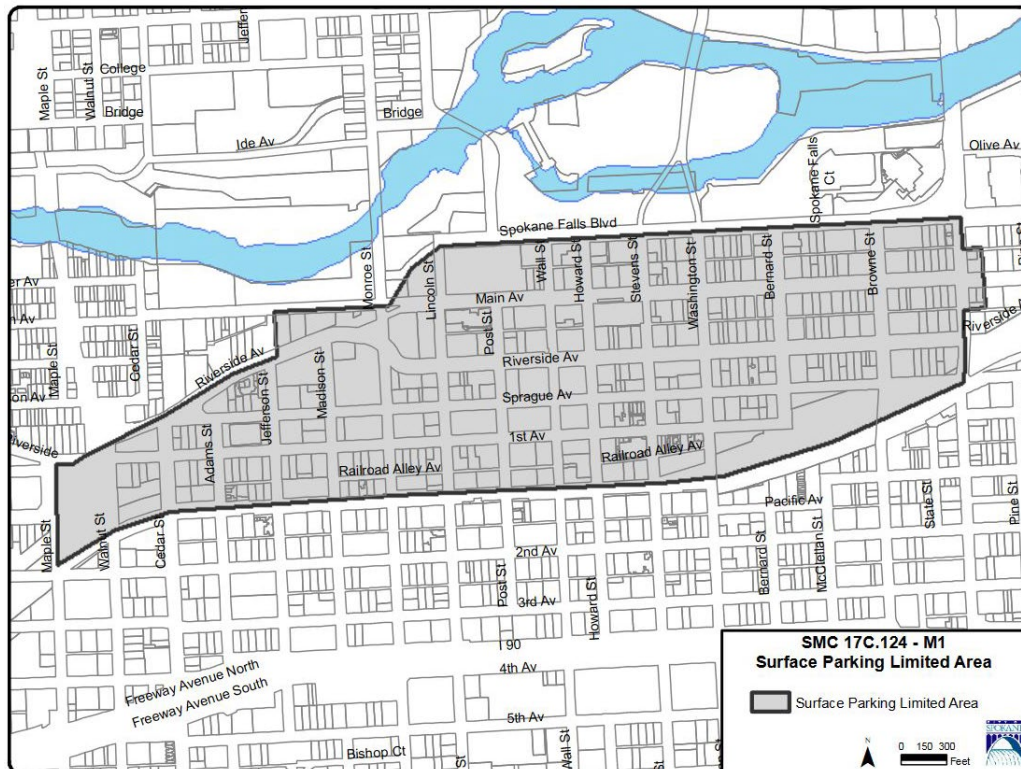 Jeffer
Maple St
Walnut St
College
Bridge
Bridge
Ide Av
Olive Av
Spokane Falls
Ct
Spokane Falls Blvd
Monroe St
Lincoln St
Wall St
Howard St
Stevens St
Washington St
Bernard St
Browne St
Main Av
Post St
Riverside Av
Riverside Av
Maple St
Cedar St
Jefferson St
Madison St
Sprague Av
1st Av
Adams St
Railroad Alley Av
Railroad Alley Av
Riverside
Pacific Av
Maple St
Walnut St
Cedar St
2nd Av
Post St
3rd Av
Howard St
Bernard St
McClellan St
State St
Pine St
I 90
4th Av
Freeway Avenue North
Freeway Avenue South
5th Av
Bishop Ct
St
Wall St
SMC 17C.124 - M1
Surface Parking Limited Area
Surface Parking Limited Area
N
0 150 300
Feet
SPOKANE